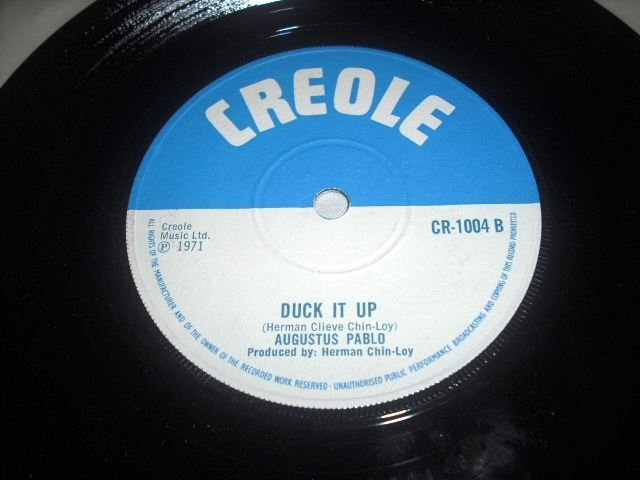 CREOLE
Creole
Music Ltd.
℗ 1971
CR-1004 B
DUCK IT UP
(Herman Clieve Chin-Loy)
AUGUSTUS PABLO
Produced by: Herman Chin-Loy
ALL RIGHTS OF THE MANUFACTURER AND OF THE OWNER OF THE RECORDED WORK RESERVED - UNAUTHORISED PUBLIC PERFORMANCE BROADCASTING AND COPYING OF THIS RECORD PROHIBITED